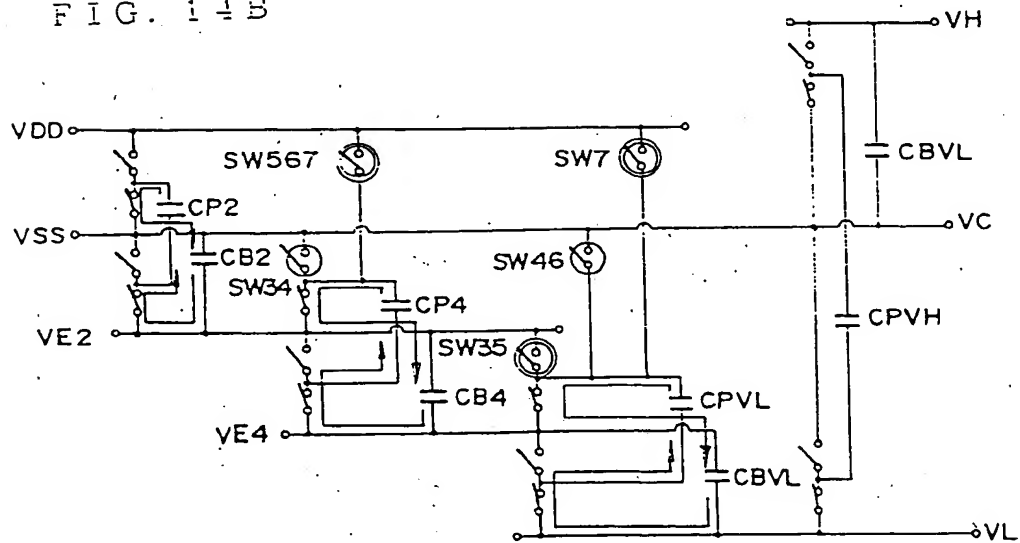 FIG. 14B
VH
VDD
SW567
SW7
CBVL
CP2
VSS
VC
CB2
SW34
SW46
CP4
CPVH
VE2
SW35
CB4
CPVL
VE4
CBVL
VL